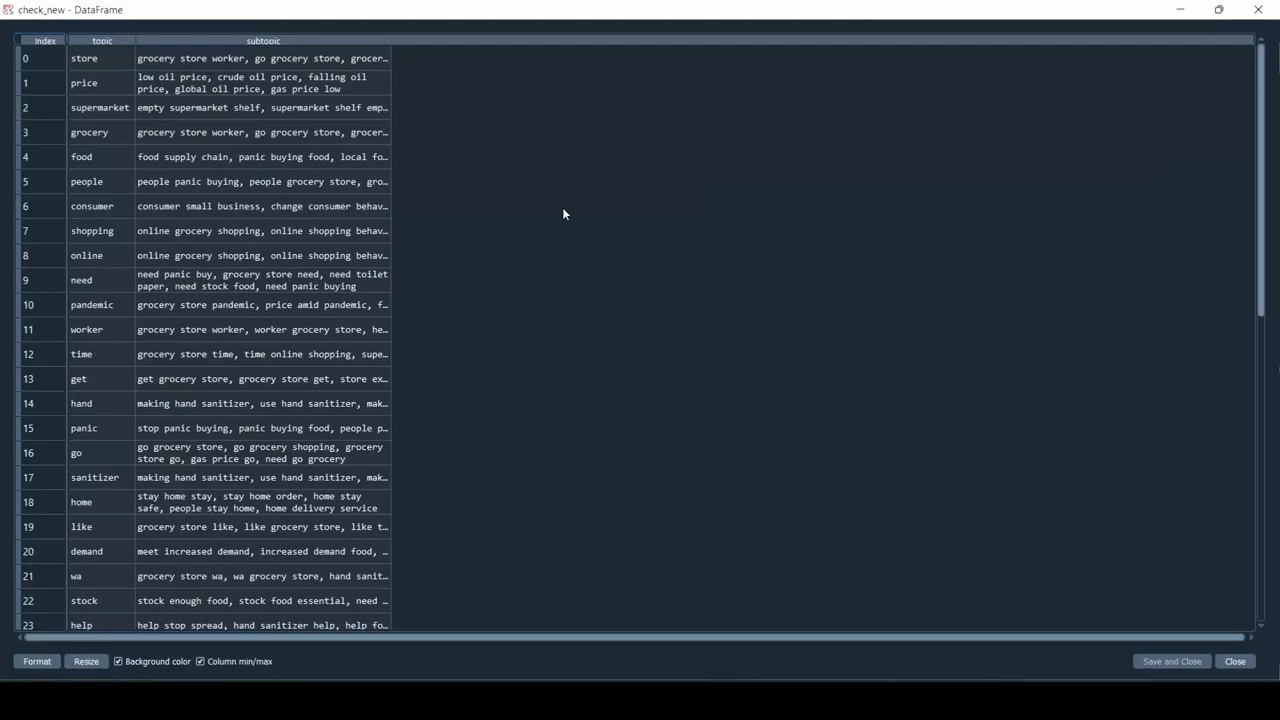 check_new - DataFrame
Index topic subtopic
0 store grocery store worker, go grocery store, grocer…
1 price low oil price, crude oil price, falling oil
price, global oil price, gas price low
2 supermarket empty supermarket shelf, supermarket shelf emp…
3 grocery grocery store worker, go grocery store, grocer…
4 food food supply chain, panic buying food, local fo…
5 people people panic buying, people grocery store, gro…
6 consumer consumer small business, change consumer behav…
7 shopping online grocery shopping, online shopping behav…
8 online online grocery shopping, online shopping behav…
9 need need panic buy, grocery store need, need toilet
paper, need stock food, need panic buying
10 pandemic grocery store pandemic, price amid pandemic, f…
11 worker grocery store worker, worker grocery store, he…
12 time grocery store time, time online shopping, supe…
13 get get grocery store, grocery store get, store ex…
14 hand making hand sanitizer, use hand sanitizer, mak…
15 panic stop panic buying, panic buying food, people p…
16 go go grocery store, go grocery shopping, grocery
store go, gas price go, need go grocery
17 sanitizer making hand sanitizer, use hand sanitizer, mak…
18 home stay home stay, stay home order, home stay
safe, people stay home, home delivery service
19 like grocery store like, like grocery store, like t…
20 demand meet increased demand, increased demand food, …
21 wa grocery store wa, wa grocery store, hand sanit…
22 stock stock enough food, stock food essential, need …
23 help help stop spread, hand sanitizer help, help fo…
Format Resize Background color Column min/max Save and Close Close